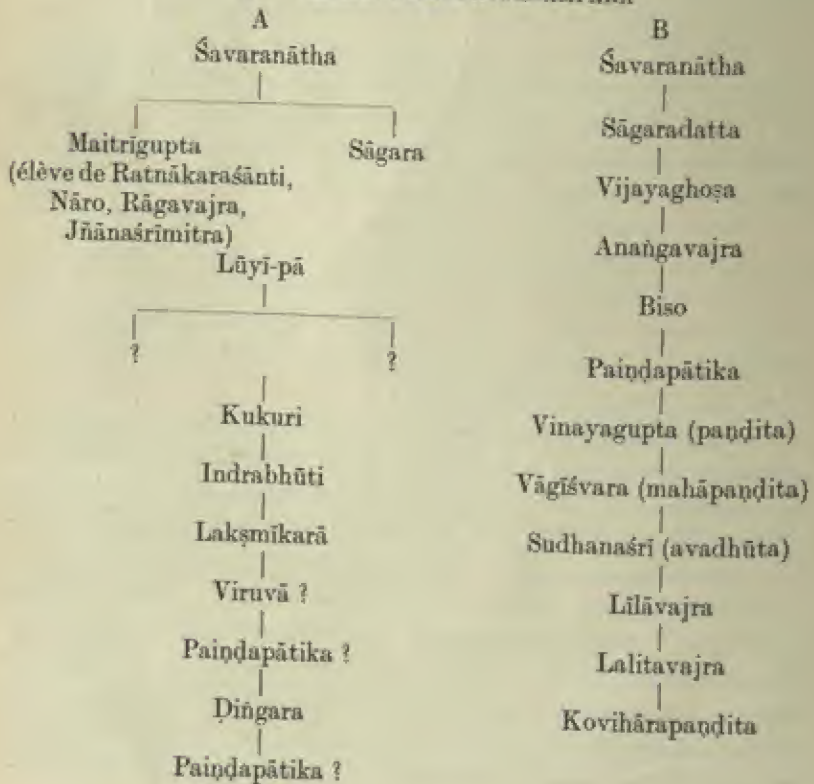 A
Śavaranātha
Maitrīgupta
(élève de Ratnākaraśānti,
Nāro, Rāgavajra,
Jñānaśrīmitra)
Sâgara
Lūyī-pā
?
?
Kukuri
Indrabhūti
Lakṣmīkarā
Viruvā ?
Paiṇḍapātika ?
Ḍiṅgara
Paiṇḍapātika ?
B
Śavaranātha
Sāgaradatta
Vijayaghoṣa
Anaṅgavajra
Biso
Paiṇḍapātika
Vinayagupta (paṇḍita)
Vāgīśvara (mahāpaṇḍita)
Sudhanaśrī (avadhūta)
Līlāvajra
Lalitavajra
Kovihārapaṇḍita